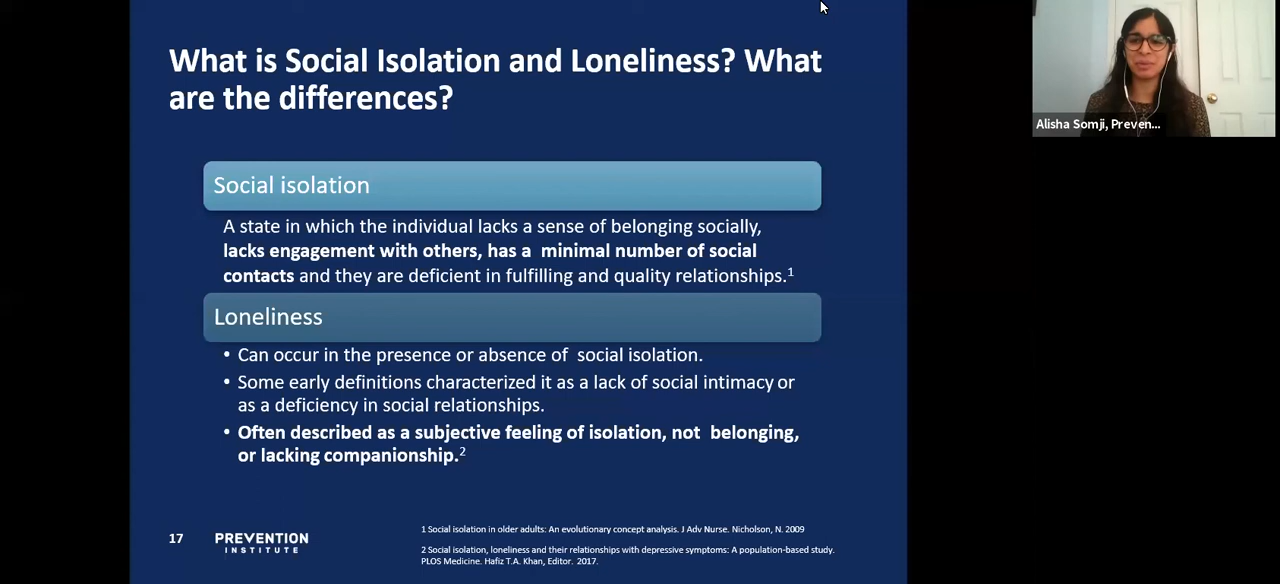 What is Social Isolation and Loneliness? What
are the differences?
Social isolation
A state in which the individual lacks a sense of belonging socially,
lacks engagement with others, has a minimal number of social
contacts and they are deficient in fulfilling and quality relationships.1
Loneliness
• Can occur in the presence or absence of social isolation.
• Some early definitions characterized it as a lack of social intimacy or
as a deficiency in social relationships.
• Often described as a subjective feeling of isolation, not belonging,
or lacking companionship.2
17
PREVENTION
INSTITUTE
1 Social isolation in older adults: An evolutionary concept analysis. J Adv Nurse. Nicholson, N. 2009
2 Social isolation, loneliness and their relationships with depressive symptoms: A population-based study.
PLOS Medicine. Hafiz T.A. Khan, Editor. 2017.
Alisha Somji, Preven...